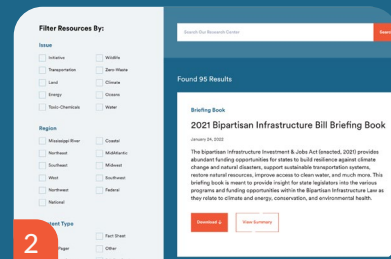 Filter Resources By:
Issue
Initiative
Wildlife
Transportation
Zero-Waste
Land
Climate
Energy
Oceans
Toxic-Chemicals
Water
Region
Mississippi River
Coastal
Northeast
MidAtlantic
Southeast
Midwest
West
Southwest
Northwest
Federal
National
tent Type
Fact Sheet
Paper
Other
2
Search Our Research Center
Sear
Found 95 Results
Briefing Book
2021 Bipartisan Infrastructure Bill Briefing Book
January 24, 2022
The bipartisan Infrastructure Investment & Jobs Act (enacted, 2021) provides
abundant funding opportunities for states to build resilience against climate
change and natural disasters, support sustainable transportation systems,
restore natural resources, improve access to clean water, and much more. This
briefing book is meant to provide insight for state legislators into the various
programs and funding opportunities within the Bipartisan Infrastructure Law as
they relate to climate and energy, conservation, and environmental health.
Download
View Summary